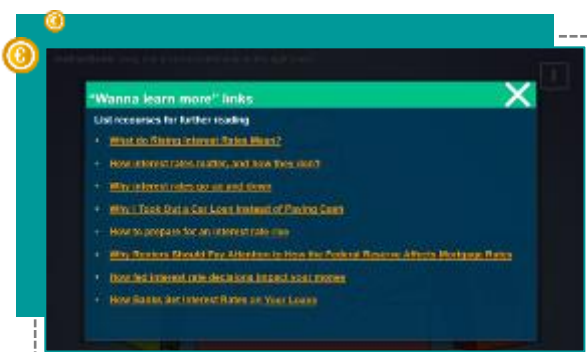 "Wanna learn more" links
List recourses for further reading
What do Rising Interest Rates Mean?
How interest rates matter, and how they don't
Why interest rates go up and down
Why I Took Out a Car Loan Instead of Paying Cash
How to prepare for an interest rate rise
Why Renters Should Pay Attention to How the Federal Reserve Affects Mortgage Rates
How fed interest rate decisions impact your money
How Banks Set Interest Rates on Your Loans